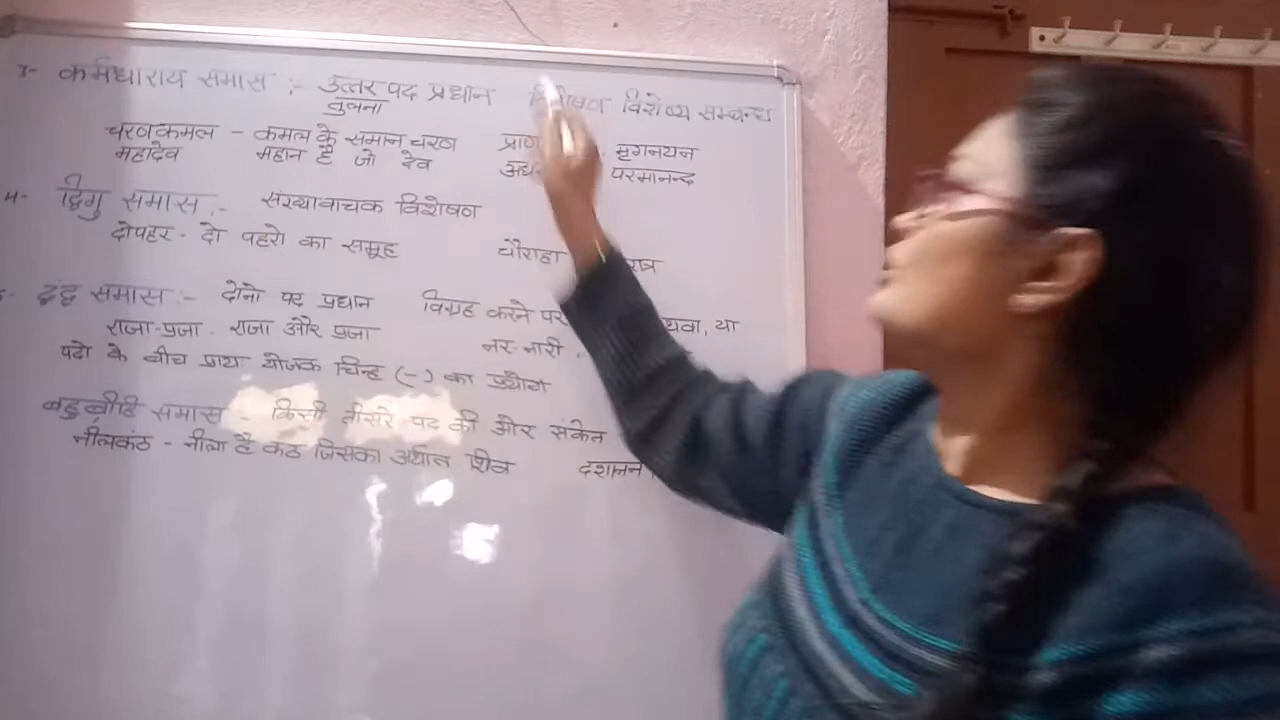 3- कर्मधाराय समास :- उत्तर पद प्रधान विशेषण विशेष्य सम्बन्ध
तुलना
चरणकमल - कमल के समान चरण मृगनयन
महादेव महान है जो देव परमानन्द
4- द्विगु समास :- संख्यावाचक विशेषण
दोपहर - दो पहरो का समूह चौराहा
द्वंद्व समास :- दोनो पद प्रधान विग्रह करने पर या
राजा-प्रजा - राजा और प्रजा नर-नारी,
पदो के बीच प्राया योजक चिन्ह (-) का प्रयोग
बहुब्रीहि समास - किसी तीसरे पद की ओर संकेत
नीलकंठ - नीला है कंठ जिसका अर्थात शिव दशानन